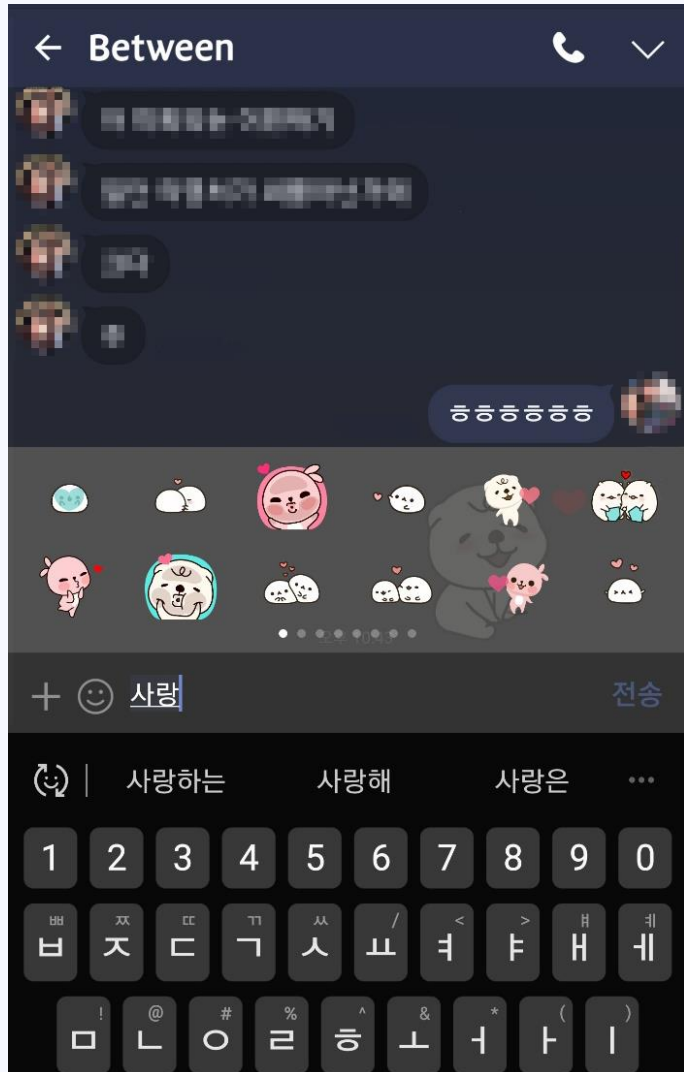 Between
ㅎㅎㅎㅎㅎㅎ
사랑
전송
사랑하는 사랑해 사랑은
1 2 3 4 5 6 7 8 9 0
ㅃ ㅉ ㄸ ㄲ ㅆ / < > ㅒ ㅖ
ㅂ ㅈ ㄷ ㄱ ㅅ ㅛ ㅕ ㅑ ㅐ ㅔ
! @ # % ^ & * ( )
ㅁ ㄴ ㅇ ㄹ ㅎ ㅗ ㅓ ㅏ ㅣ